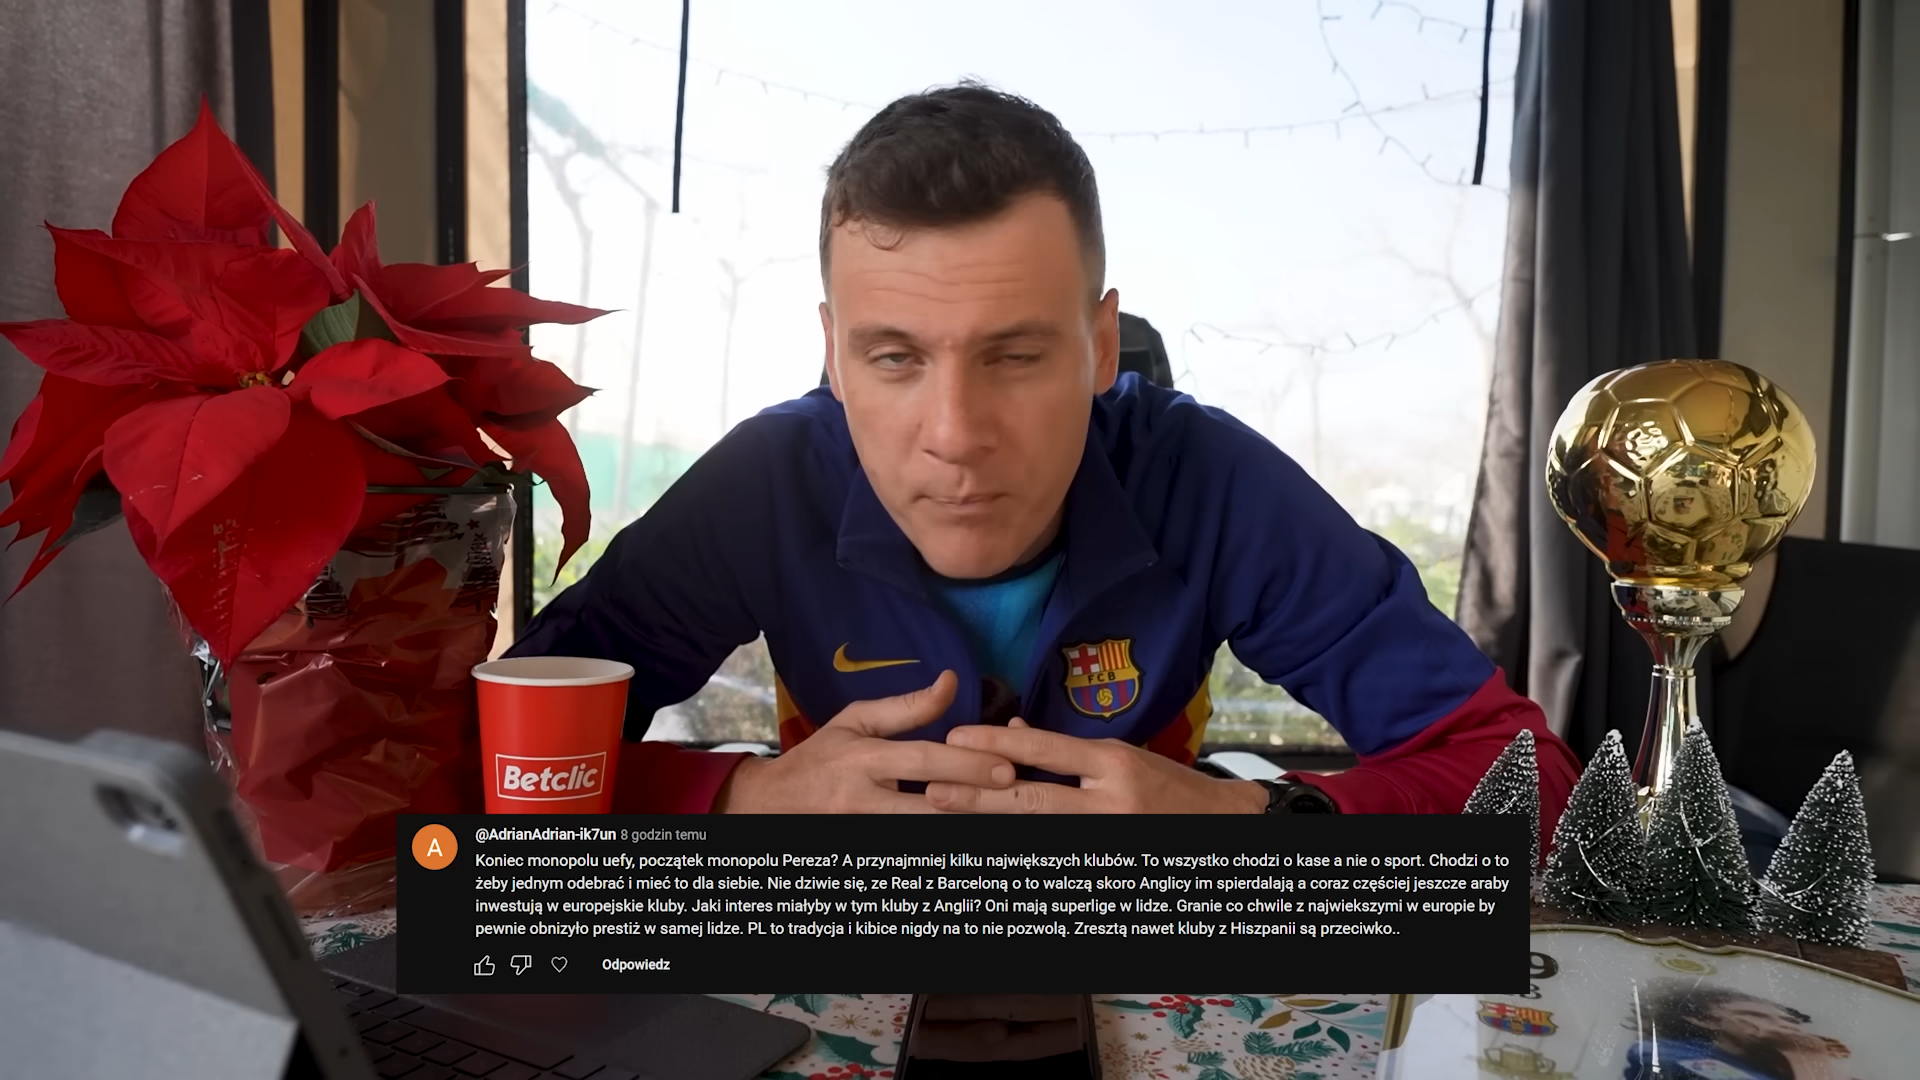 FCB
Betclic
A
@AdrianAdrian-ik7un 8 godzin temu
Koniec monopolu uefy, początek monopolu Pereza? A przynajmniej kilku największych klubów. To wszystko chodzi o kase a nie o sport. Chodzi o to
żeby jednym odebrać i mieć to dla siebie. Nie dziwie się, ze Real z Barceloną o to walczą skoro Anglicy im spierdalają a coraz częściej jeszcze araby
inwestują w europejskie kluby. Jaki interes miałyby w tym kluby z Anglii? Oni mają superlige w lidze. Granie co chwile z najwiekszymi w europie by
pewnie obnizyło prestiż w samej lidze. PL to tradycja i kibice nigdy na to nie pozwolą. Zresztą nawet kluby z Hiszpanii są przeciwko..
Odpowiedz